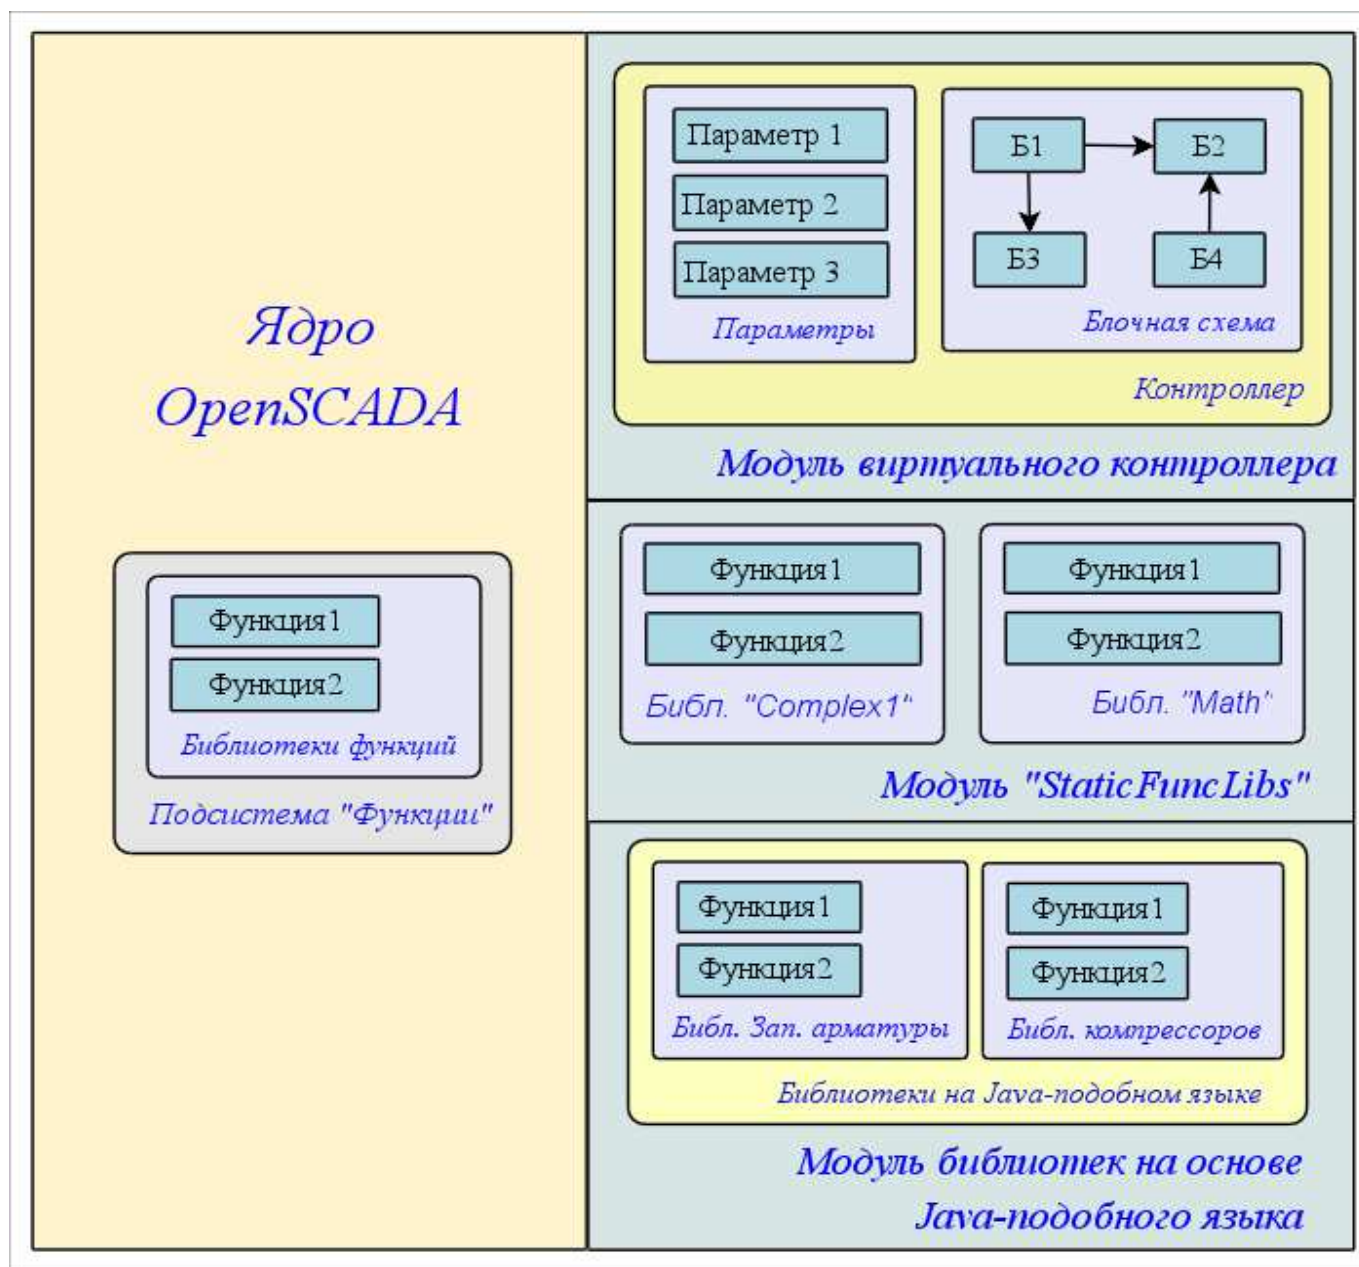 Ядро
OpenSCADA
Функция1
Функция2
Библиотеки функций
Подсистема "Функции"
Параметр 1
Параметр 2
Параметр 3
Параметры
Б1
Б2
Б3
Б4
Блочная схема
Контроллер
Модуль виртуального контроллера
Функция1
Функция2
Библ. "Complex1"
Функция1
Функция2
Библ. "Math"
Модуль "StaticFuncLibs"
Функция1
Функция2
Библ. Зап. арматуры
Функция1
Функция2
Библ. компрессоров
Библиотеки на Java-подобном языке
Модуль библиотек на основе
Java-подобного языка